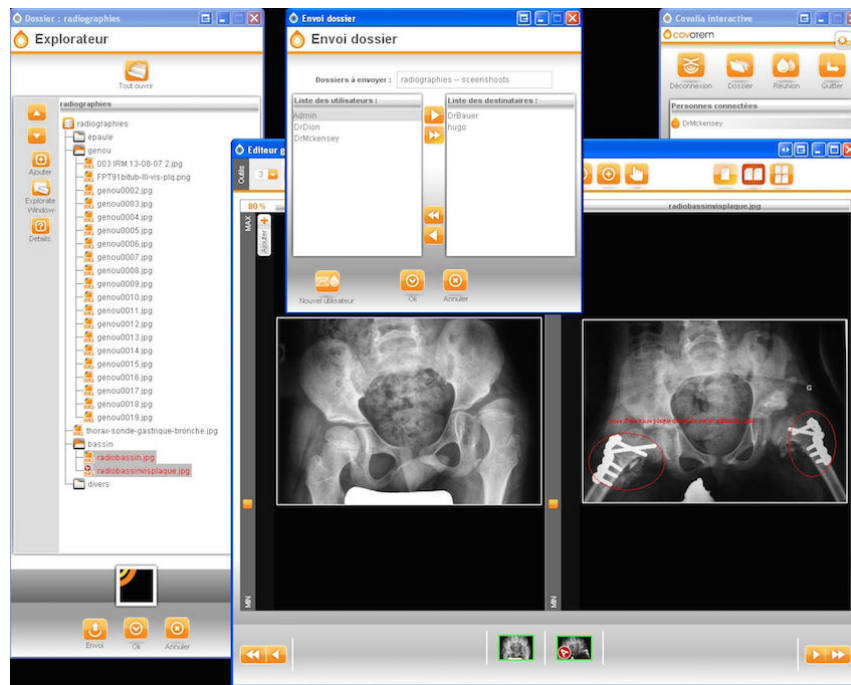 Dossier : radiographies
Explorateur
Tout ouvrir
radiographies
Ajouter
Explorate
Window
Details
radiographies
epaule
genou
003 IRM 13-08-07 2.jpg
FPT91bitub-lli-vis-plq.png
genou0002.jpg
genou0003.jpg
genou0004.jpg
genou0005.jpg
genou0006.jpg
genou0007.jpg
genou0008.jpg
genou0009.jpg
genou0010.jpg
genou0011.jpg
genou0012.jpg
genou0013.jpg
genou0014.jpg
genou0015.jpg
genou0016.jpg
genou0017.jpg
genou0018.jpg
genou0019.jpg
thorax-sonde-gastrique-bronche.jpg
bassin
radiobassin.jpg
radiobassinvisplaque.jpg
divers
Envoi
Ok
Annuler
Envoi dossier
Envoi dossier
Dossiers à envoyer :
radiographies -- sceenshoots
Liste des utilisateurs :
Admin
DrDion
DrMckensey
Liste des destinataires :
DrBauer
hugo
Nouvel utilisateur
Ok
Annuler
Covalia interactive
covotem
Déconnexion
Dossier
Réunion
Quitter
Personnes connectées
DrMckensey
Editeur g
Outils
3
80 %
radiobassinvisplaque.jpg
MAX
Ajouter
MIN
MIN
G